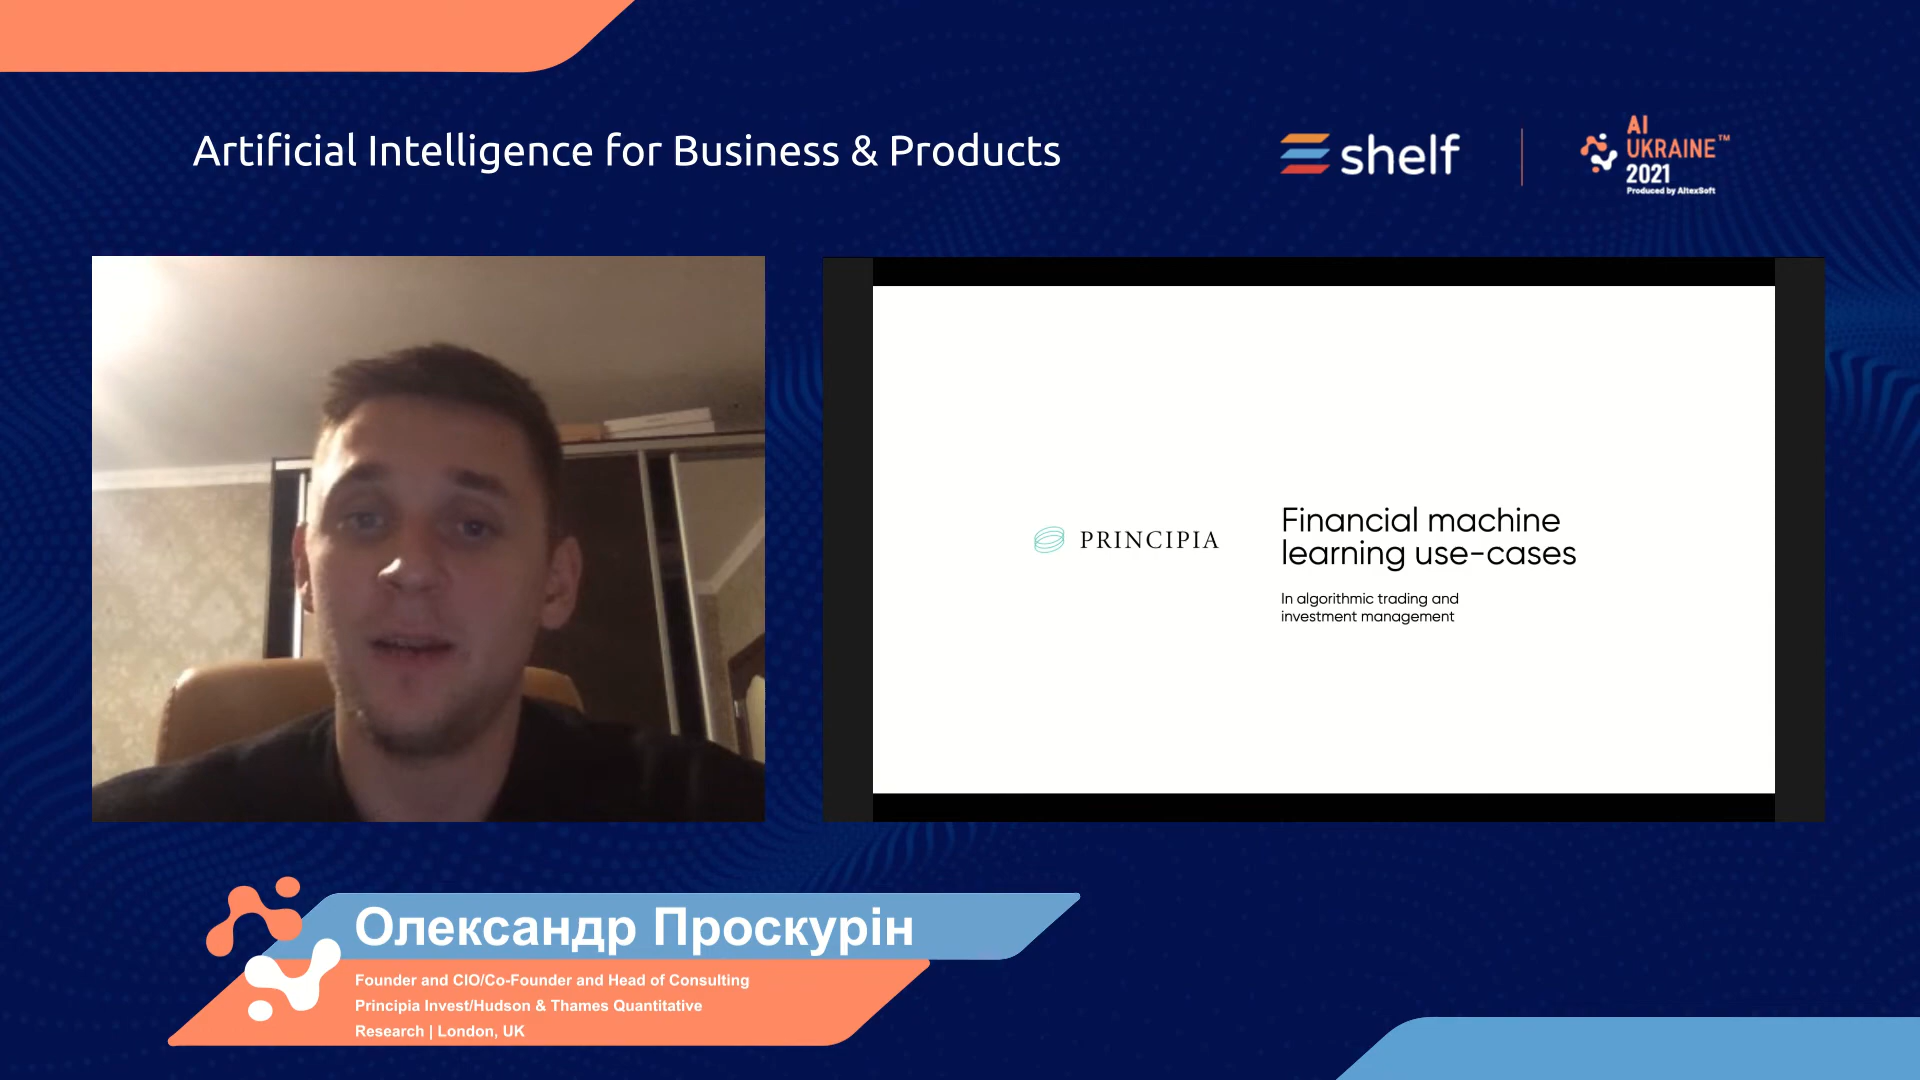 Artificial Intelligence for Business & Products
shelf
AI
UKRAINE™
2021
Produced by AltexSoft
PRINCIPIA
Financial machine
learning use-cases
In algorithmic trading and
investment management
Олександр Проскурін
Founder and CIO/Co-Founder and Head of Consulting
Principia Invest/Hudson & Thames Quantitative
Research | London, UK